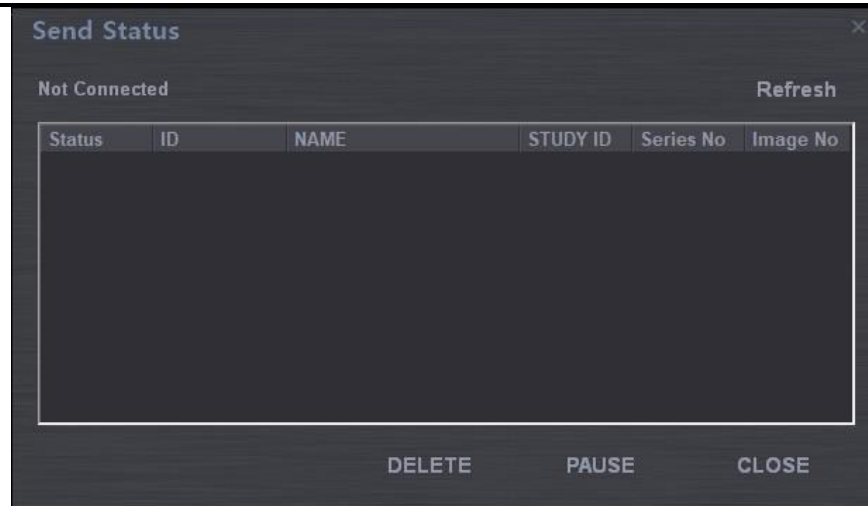 Send Status
Not Connected Refresh
Status ID NAME STUDY ID Series No Image No
DELETE PAUSE CLOSE